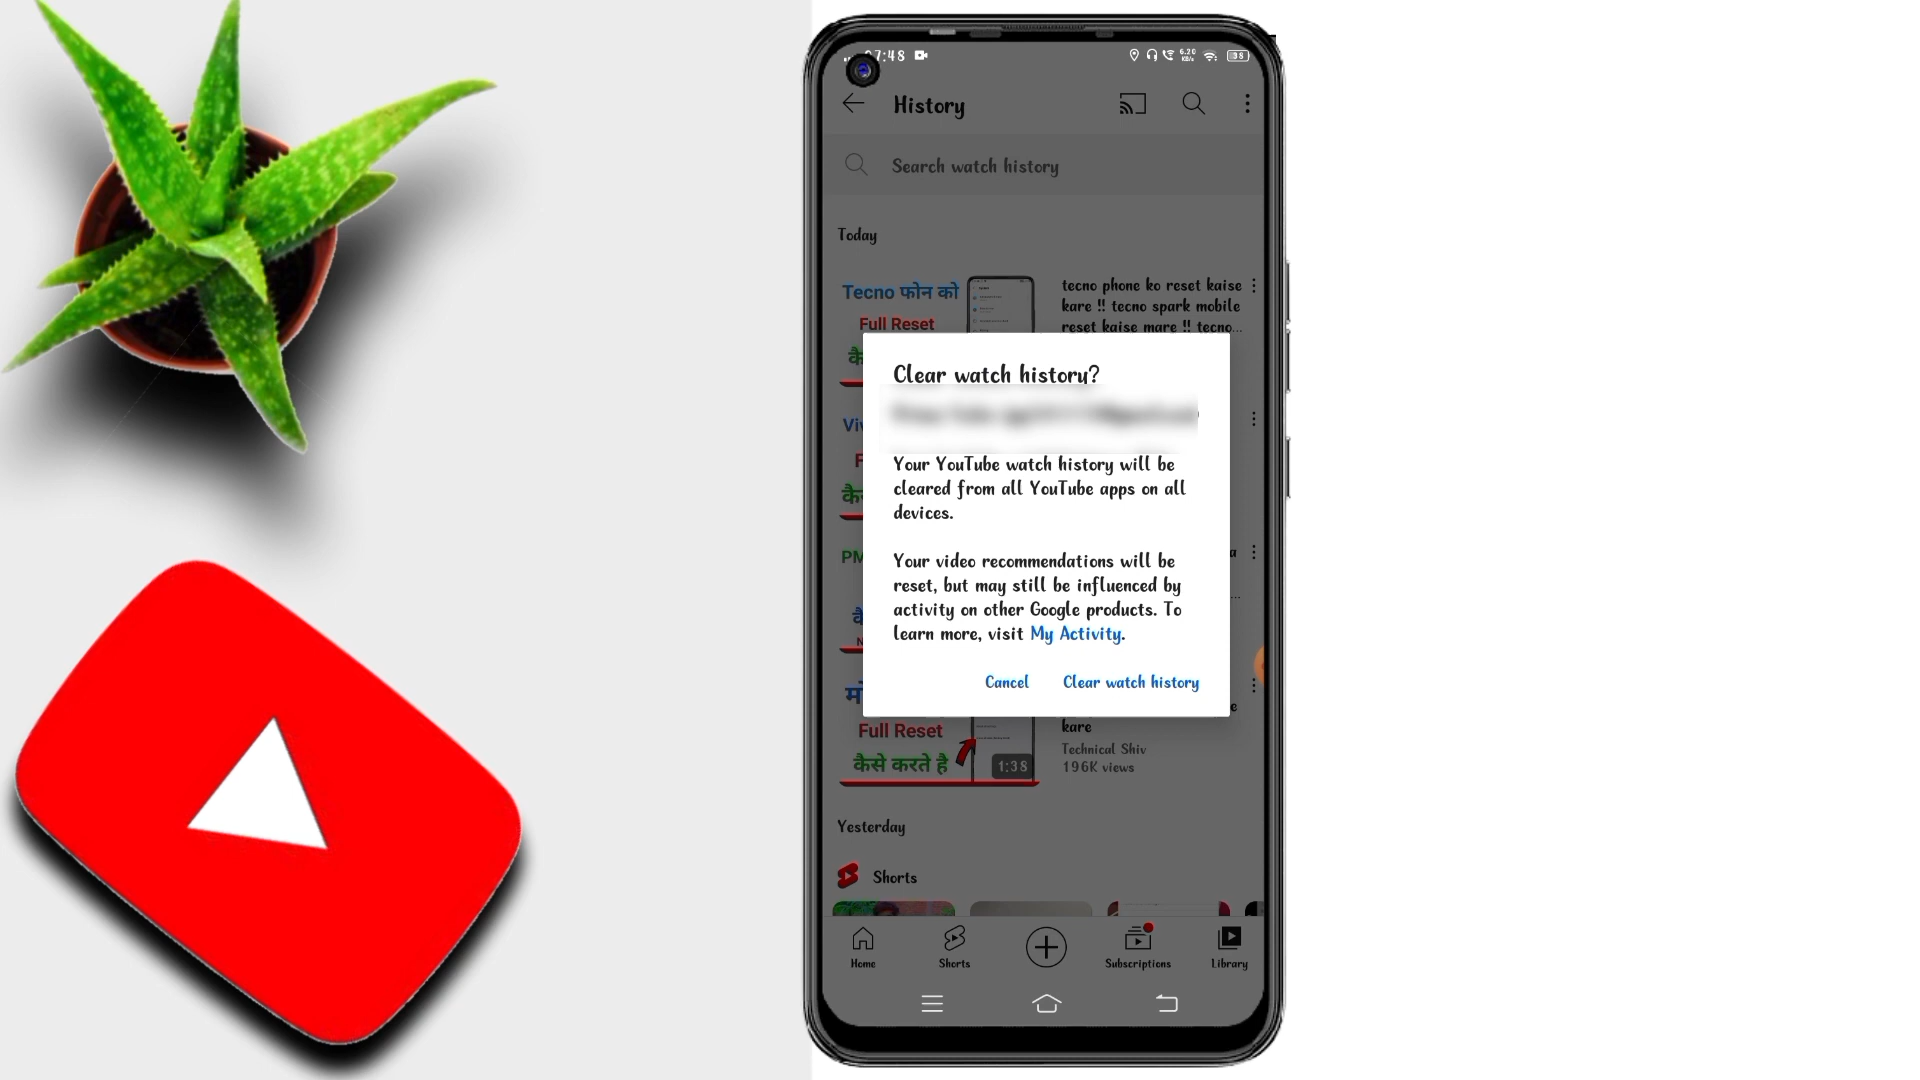 7:48
6.20
KB/s
38
History
Search watch history
Today
Tecno फोन को
Full Reset
tecno phone ko reset kaise
kare !! tecno spark mobile
reset kaise mare !! tecno...
Clear watch history?
Your YouTube watch history will be
cleared from all YouTube apps on all
devices.
Your video recommendations will be
reset, but may still be influenced by
activity on other Google products. To
learn more, visit My Activity.
Cancel
Clear watch history
Full Reset
कैसे करते है
1:38
kare
Technical Shiv
196K views
Yesterday
Shorts
Home
Shorts
Subscriptions
Library